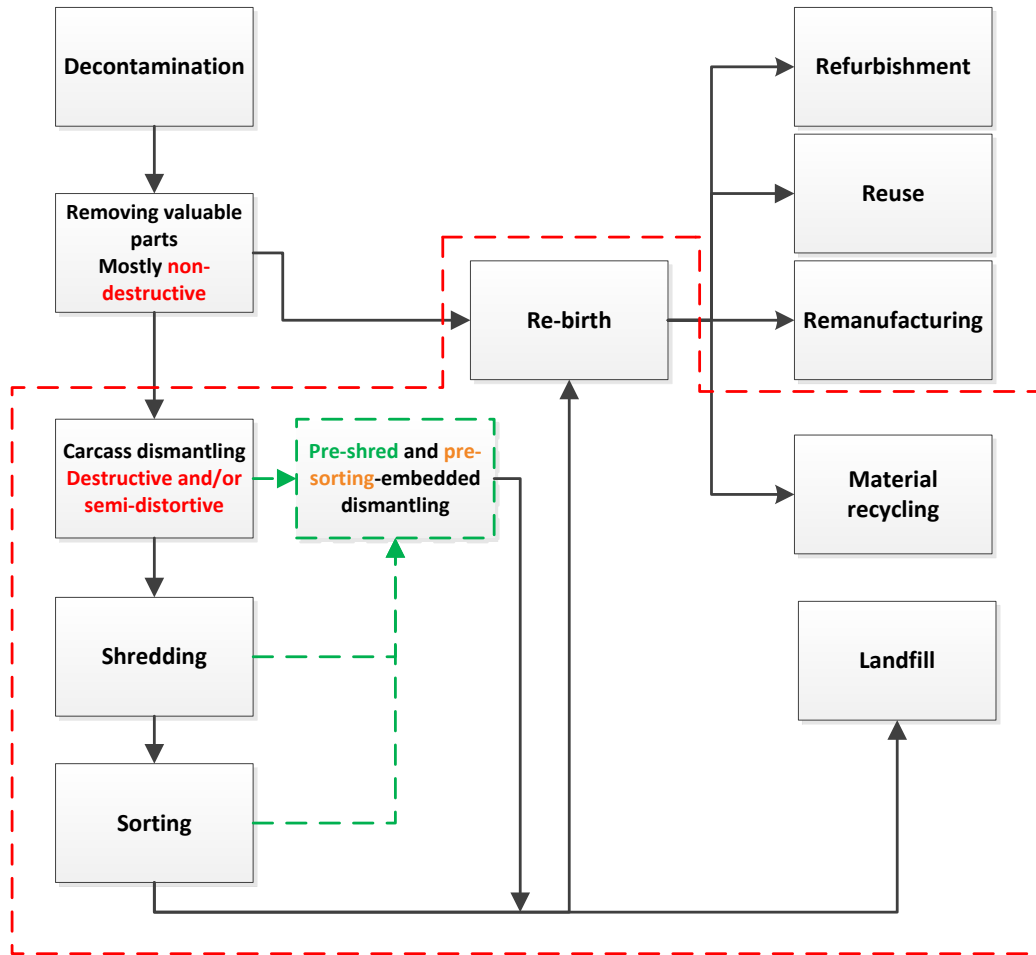 Decontamination
Removing valuable
parts
Mostly non-
destructive
Carcass dismantling
Destructive and/or
semi-distortive
Shredding
Sorting
Pre-shred and pre-
sorting-embedded
dismantling
Re-birth
Refurbishment
Reuse
Remanufacturing
Material
recycling
Landfill